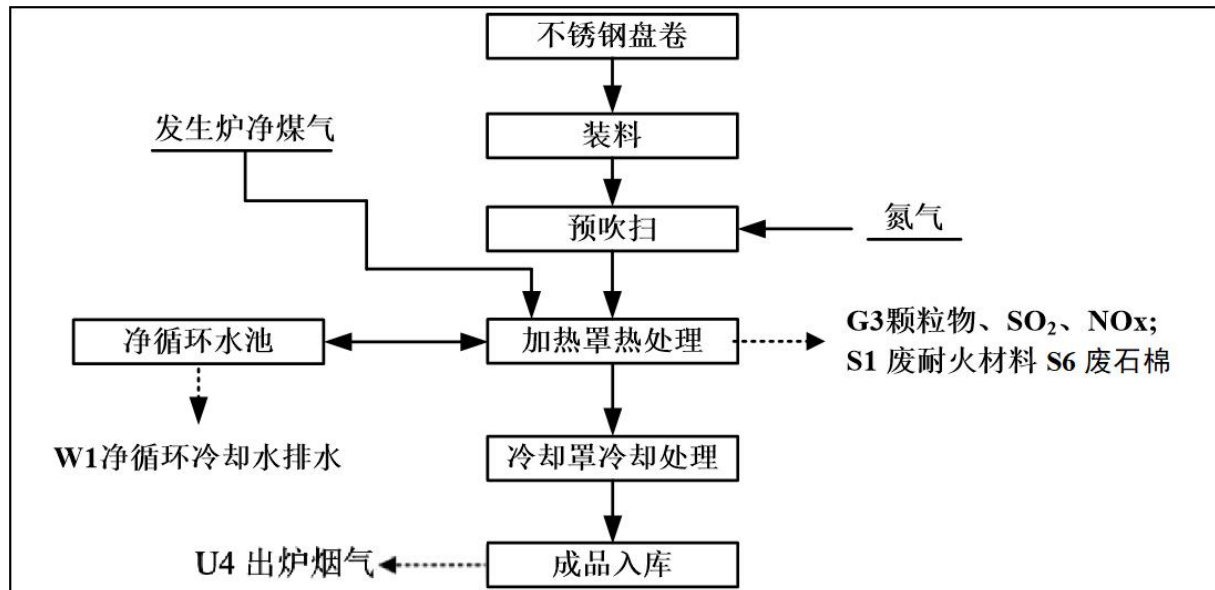 不锈钢盘卷
发生炉净煤气
装料
预吹扫
氮气
净循环水池
加热罩热处理
G3颗粒物、SO₂、NOx;
S1 废耐火材料 S6 废石棉
W1净循环冷却水排水
冷却罩冷却处理
U4 出炉烟气
成品入库